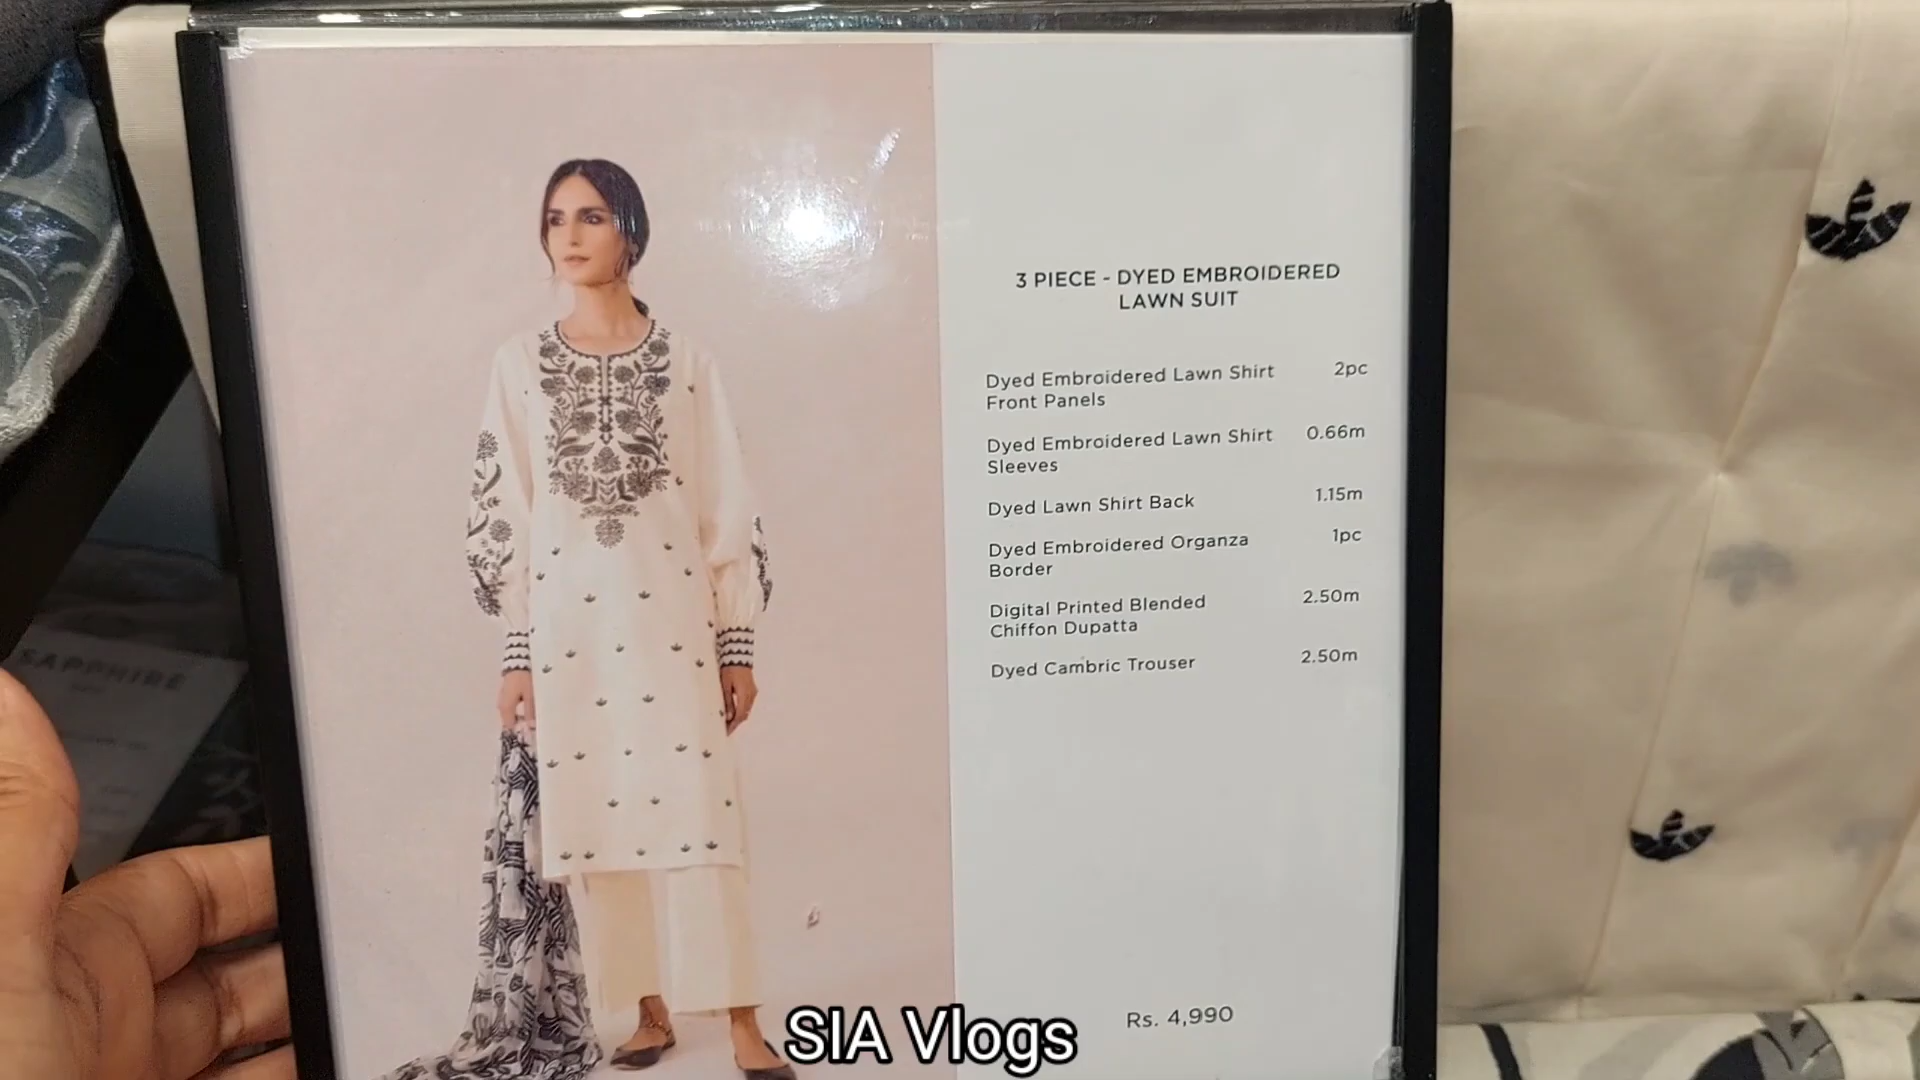 3 PIECE - DYED EMBROIDERED
LAWN SUIT
Dyed Embroidered Lawn Shirt 2pc
Front Panels
Dyed Embroidered Lawn Shirt 0.66m
Sleeves
Dyed Lawn Shirt Back 1.15m
Dyed Embroidered Organza 1pc
Border
Digital Printed Blended 2.50m
Chiffon Dupatta
Dyed Cambric Trouser 2.50m
Rs. 4,990
SAPPHIRE
SIA Vlogs